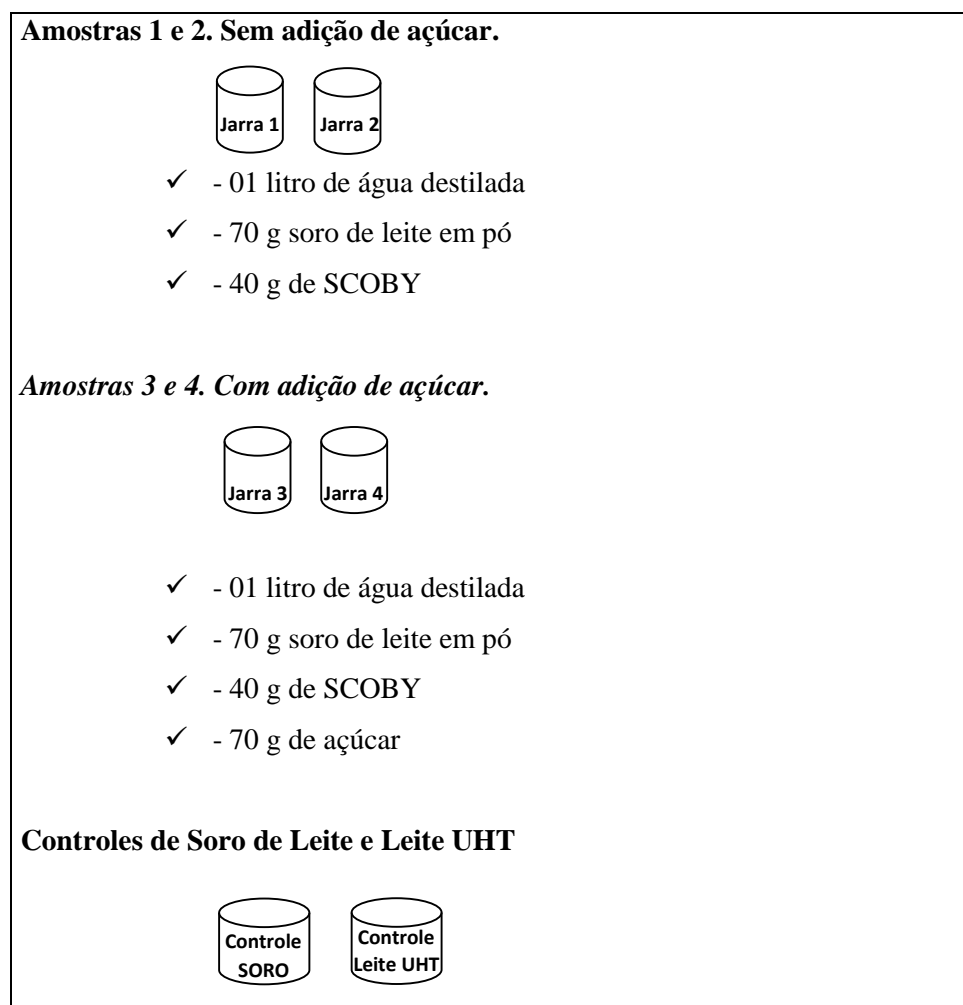 Amostras 1 e 2. Sem adição de açúcar.
Jarra 1 Jarra 2
✓ - 01 litro de água destilada
✓ - 70 g soro de leite em pó
✓ - 40 g de SCOBY
Amostras 3 e 4. Com adição de açúcar.
Jarra 3 Jarra 4
✓ - 01 litro de água destilada
✓ - 70 g soro de leite em pó
✓ - 40 g de SCOBY
✓ - 70 g de açúcar
Controles de Soro de Leite e Leite UHT
Controle
SORO
Controle
Leite UHT